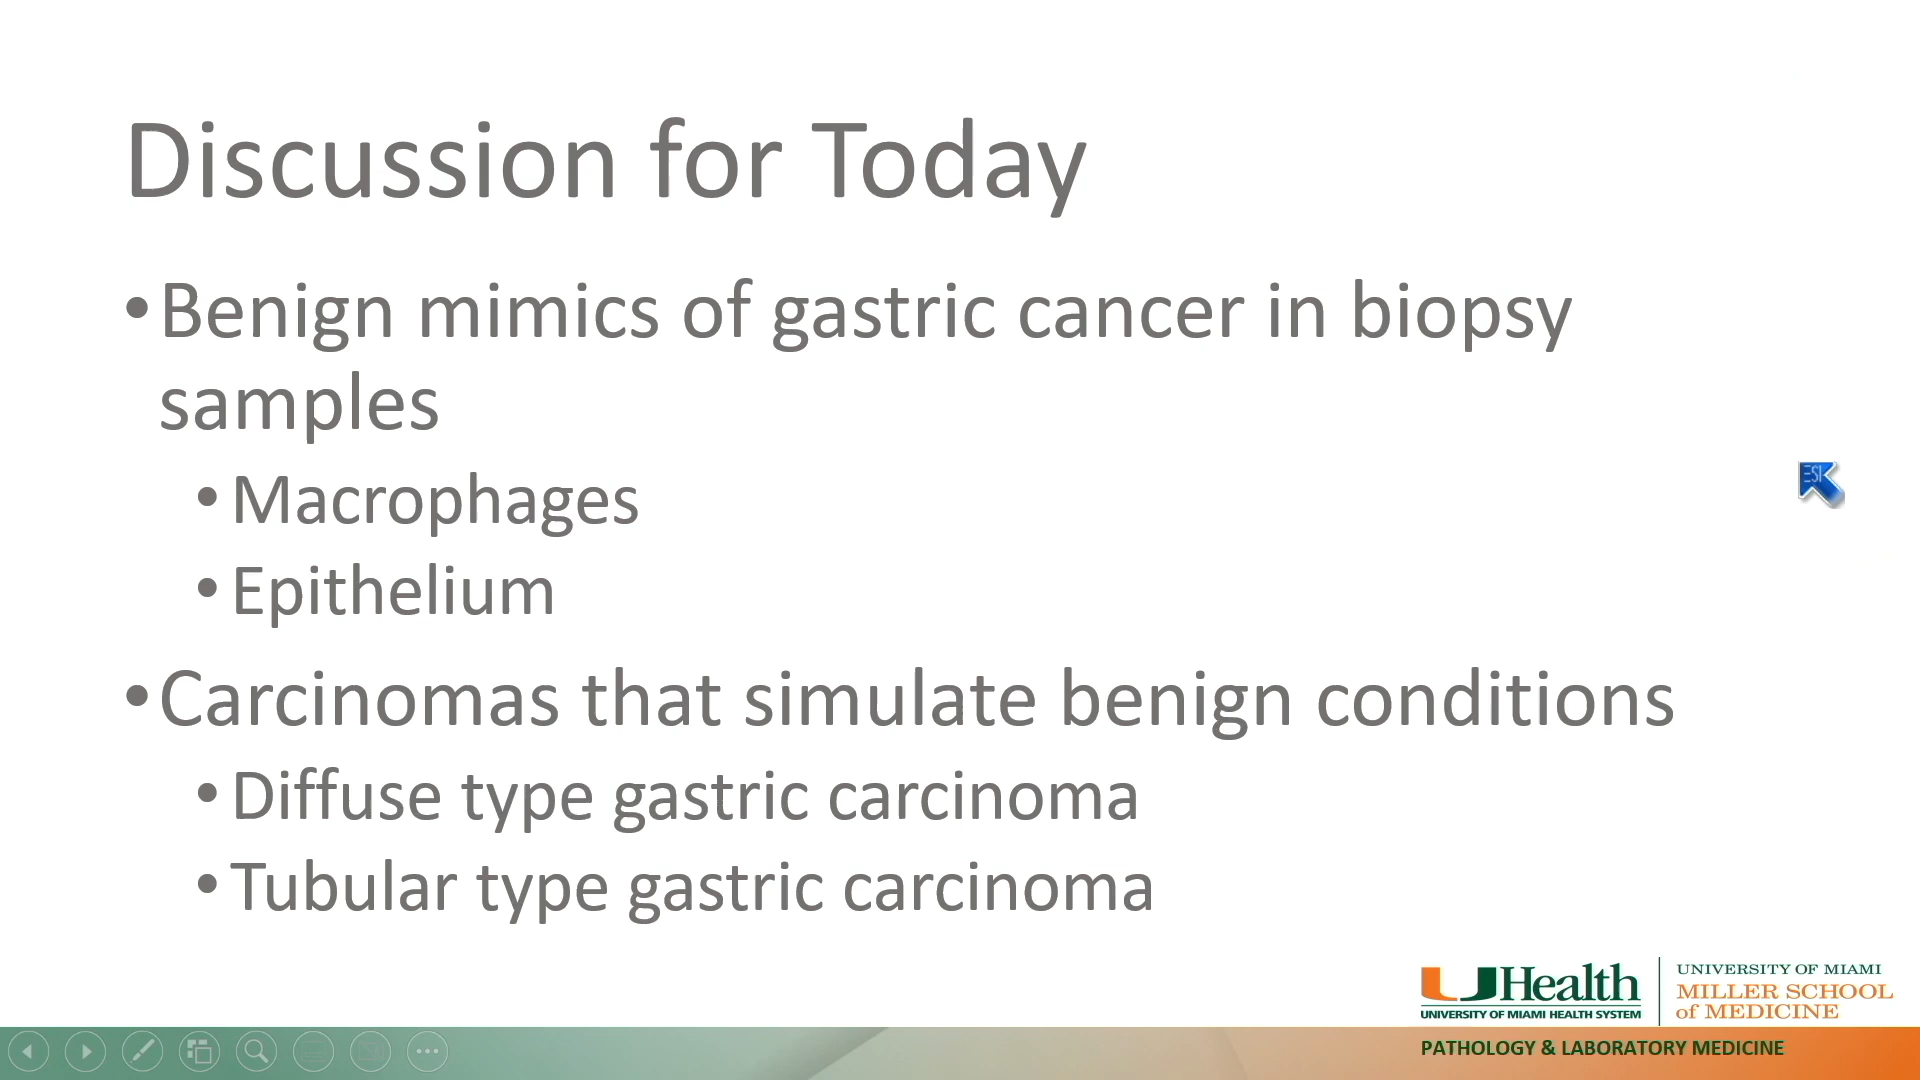 Discussion for Today
•Benign mimics of gastric cancer in biopsy
samples
•Macrophages
•Epithelium
•Carcinomas that simulate benign conditions
•Diffuse type gastric carcinoma
•Tubular type gastric carcinoma
UHealth
UNIVERSITY OF MIAMI HEALTH SYSTEM
UNIVERSITY OF MIAMI
MILLER SCHOOL
of MEDICINE
PATHOLOGY & LABORATORY MEDICINE